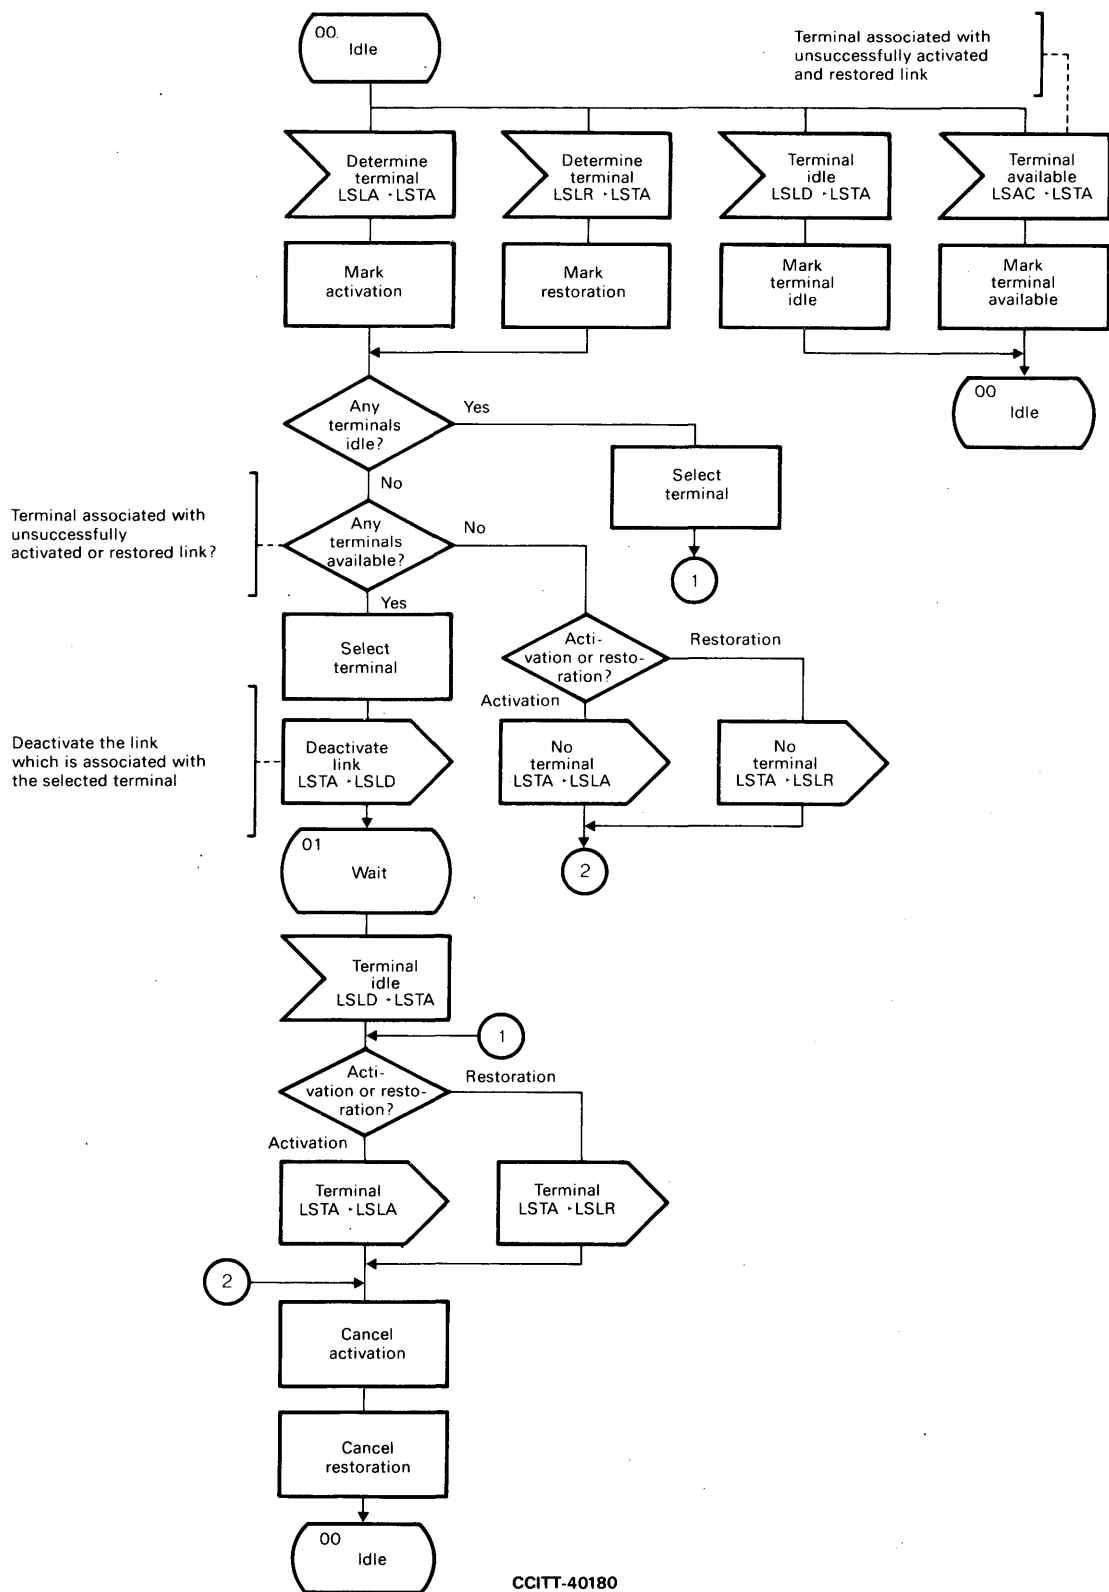 00
Idle
Terminal associated with
unsuccessfully activated
and restored link
Determine
terminal
LSLA ▸ LSTA
Determine
terminal
LSLR ▸ LSTA
Terminal
idle
LSLD ▸ LSTA
Terminal
available
LSAC ▸ LSTA
Mark
activation
Mark
restoration
Mark
terminal
idle
Mark
terminal
available
00
Idle
Any
terminals
idle?
Yes
No
Select
terminal
1
Terminal associated with
unsuccessfully
activated or restored link?
Any
terminals
available?
No
Yes
Select
terminal
Acti-
vation or resto-
ration?
Restoration
Activation
Deactivate the link
which is associated with
the selected terminal
Deactivate
link
LSTA ▸ LSLD
No
terminal
LSTA ▸ LSLA
No
terminal
LSTA ▸ LSLR
2
01
Wait
Terminal
idle
LSLD ▸ LSTA
1
Acti-
vation or resto-
ration?
Restoration
Activation
Terminal
LSTA ▸ LSLA
Terminal
LSTA ▸ LSLR
2
Cancel
activation
Cancel
restoration
00
Idle
CCITT-40180